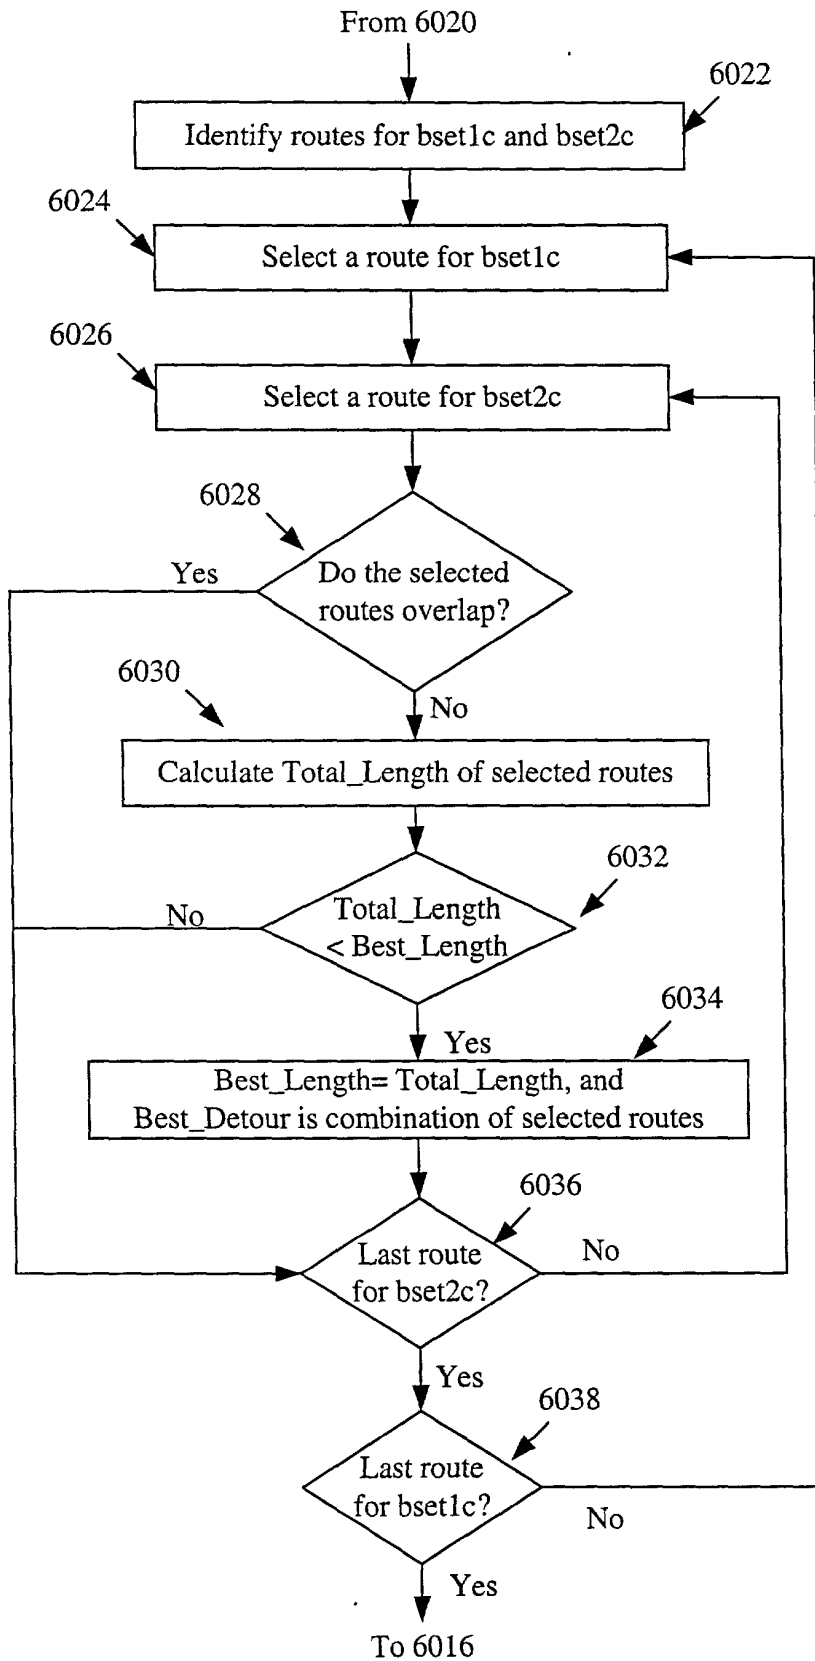 From 6020
6022
Identify routes for bset1c and bset2c
6024
Select a route for bset1c
6026
Select a route for bset2c
6028
Yes
Do the selected
routes overlap?
6030
No
Calculate Total_Length of selected routes
6032
No
Total_Length
< Best_Length
6034
Yes
Best_Length= Total_Length, and
Best_Detour is combination of selected routes
6036
Last route
for bset2c?
No
Yes
6038
Last route
for bset1c?
No
Yes
To 6016